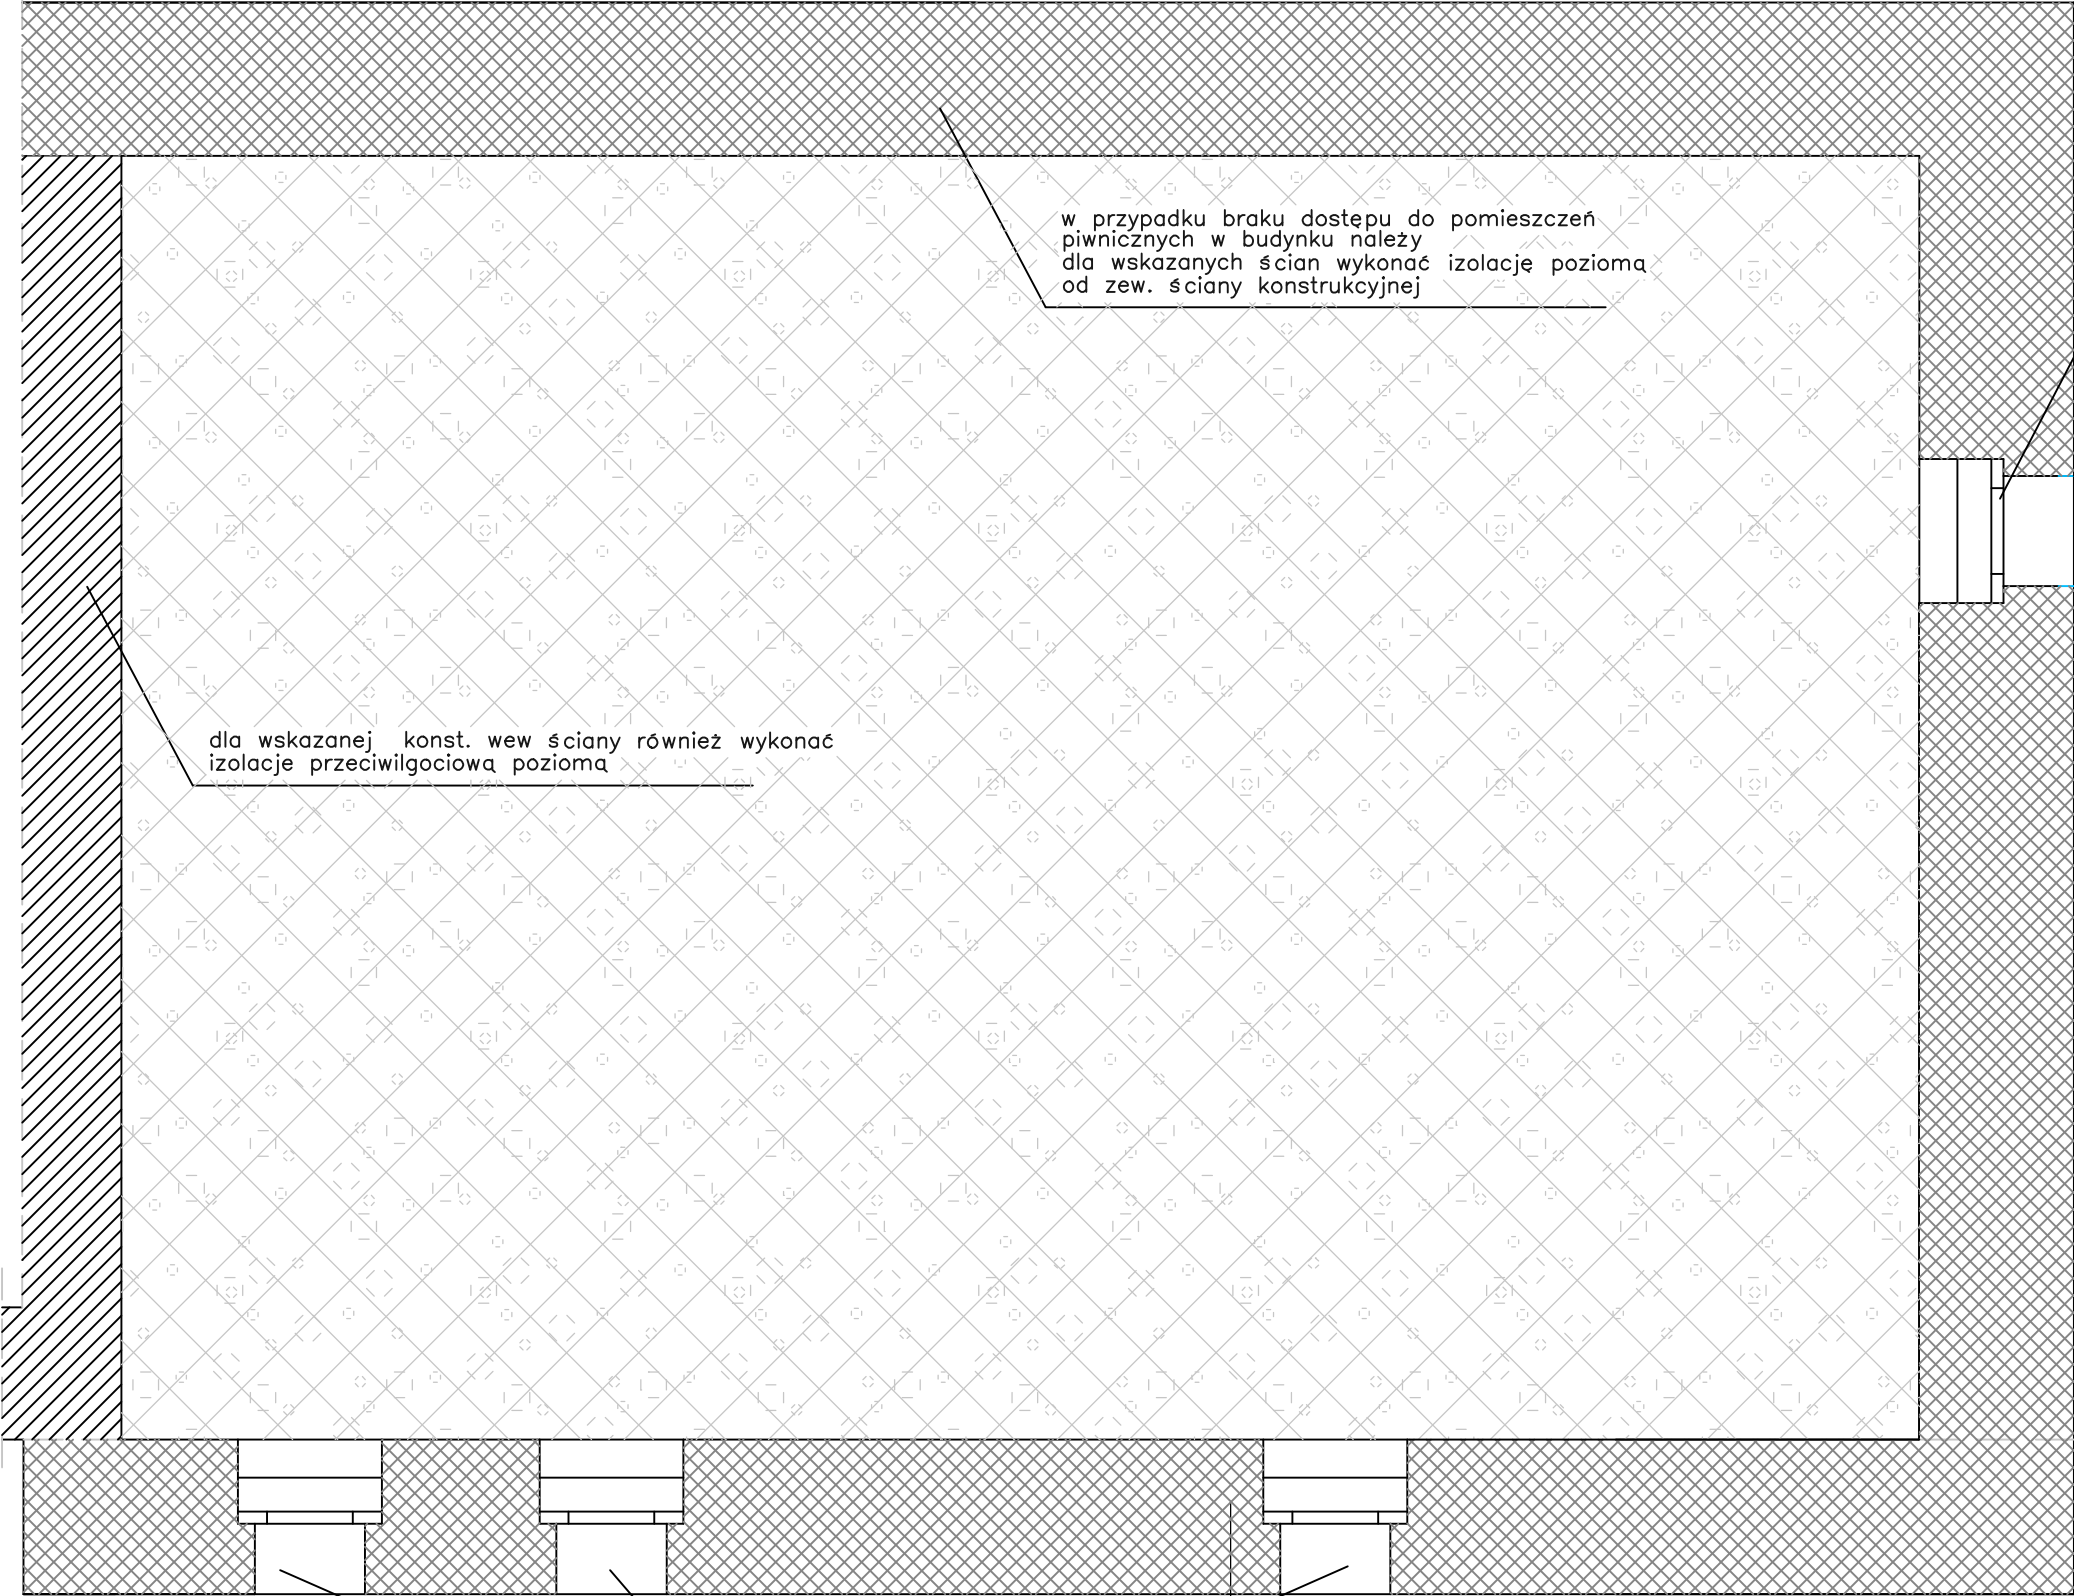 w przypadku braku dostępu do pomieszczeń
piwnicznych w budynku należy
dla wskazanych ścian wykonać izolację poziomą
od zew. ściany konstrukcyjnej
dla wskazanej konst. wew ściany również wykonać
izolacje przeciwilgociową poziomą